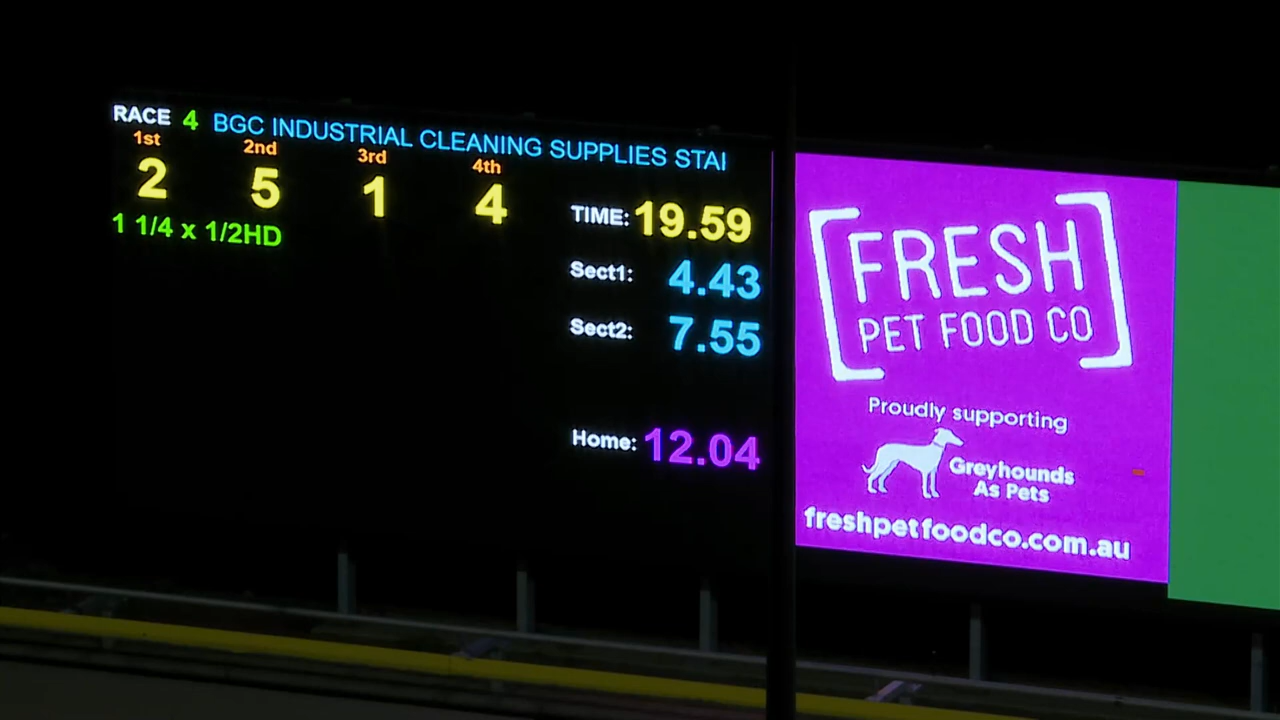 RACE 4 BGC INDUSTRIAL CLEANING SUPPLIES STAI
1st 2nd 3rd 4th
2 5 1 4
1 1/4 x 1/2HD
TIME: 19.59
Sect1: 4.43
Sect2: 7.55
Home: 12.04
FRESH
PET FOOD CO
Proudly supporting
Greyhounds
As Pets
freshpetfoodco.com.au